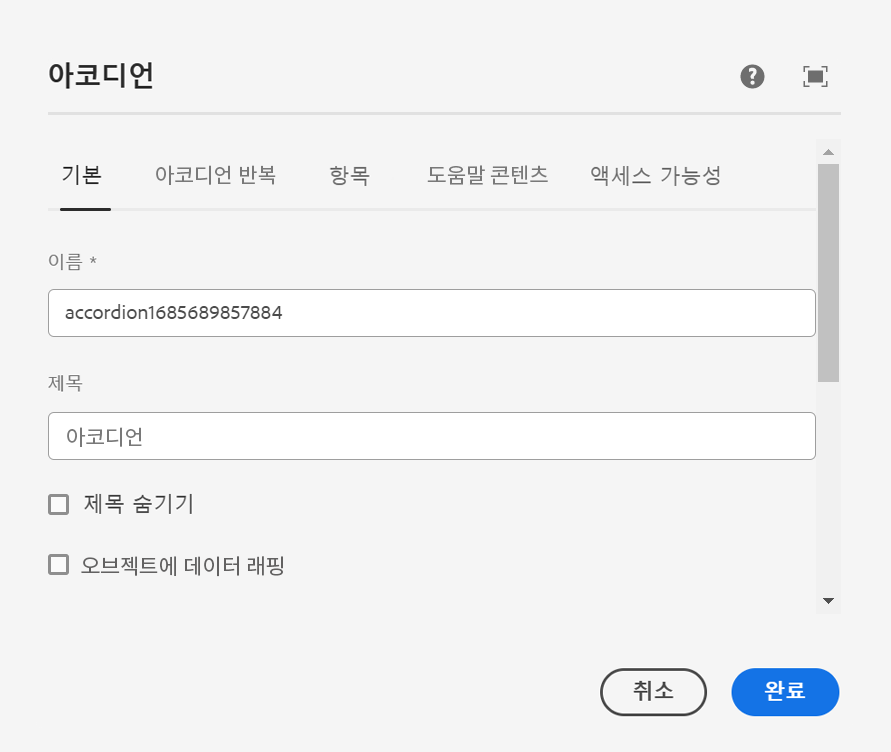 아코디언
기본 아코디언 반복 항목 도움말 콘텐츠 액세스 가능성
이름 *
accordion1685689857884
제목
아코디언
제목 숨기기
오브젝트에 데이터 래핑
취소 완료